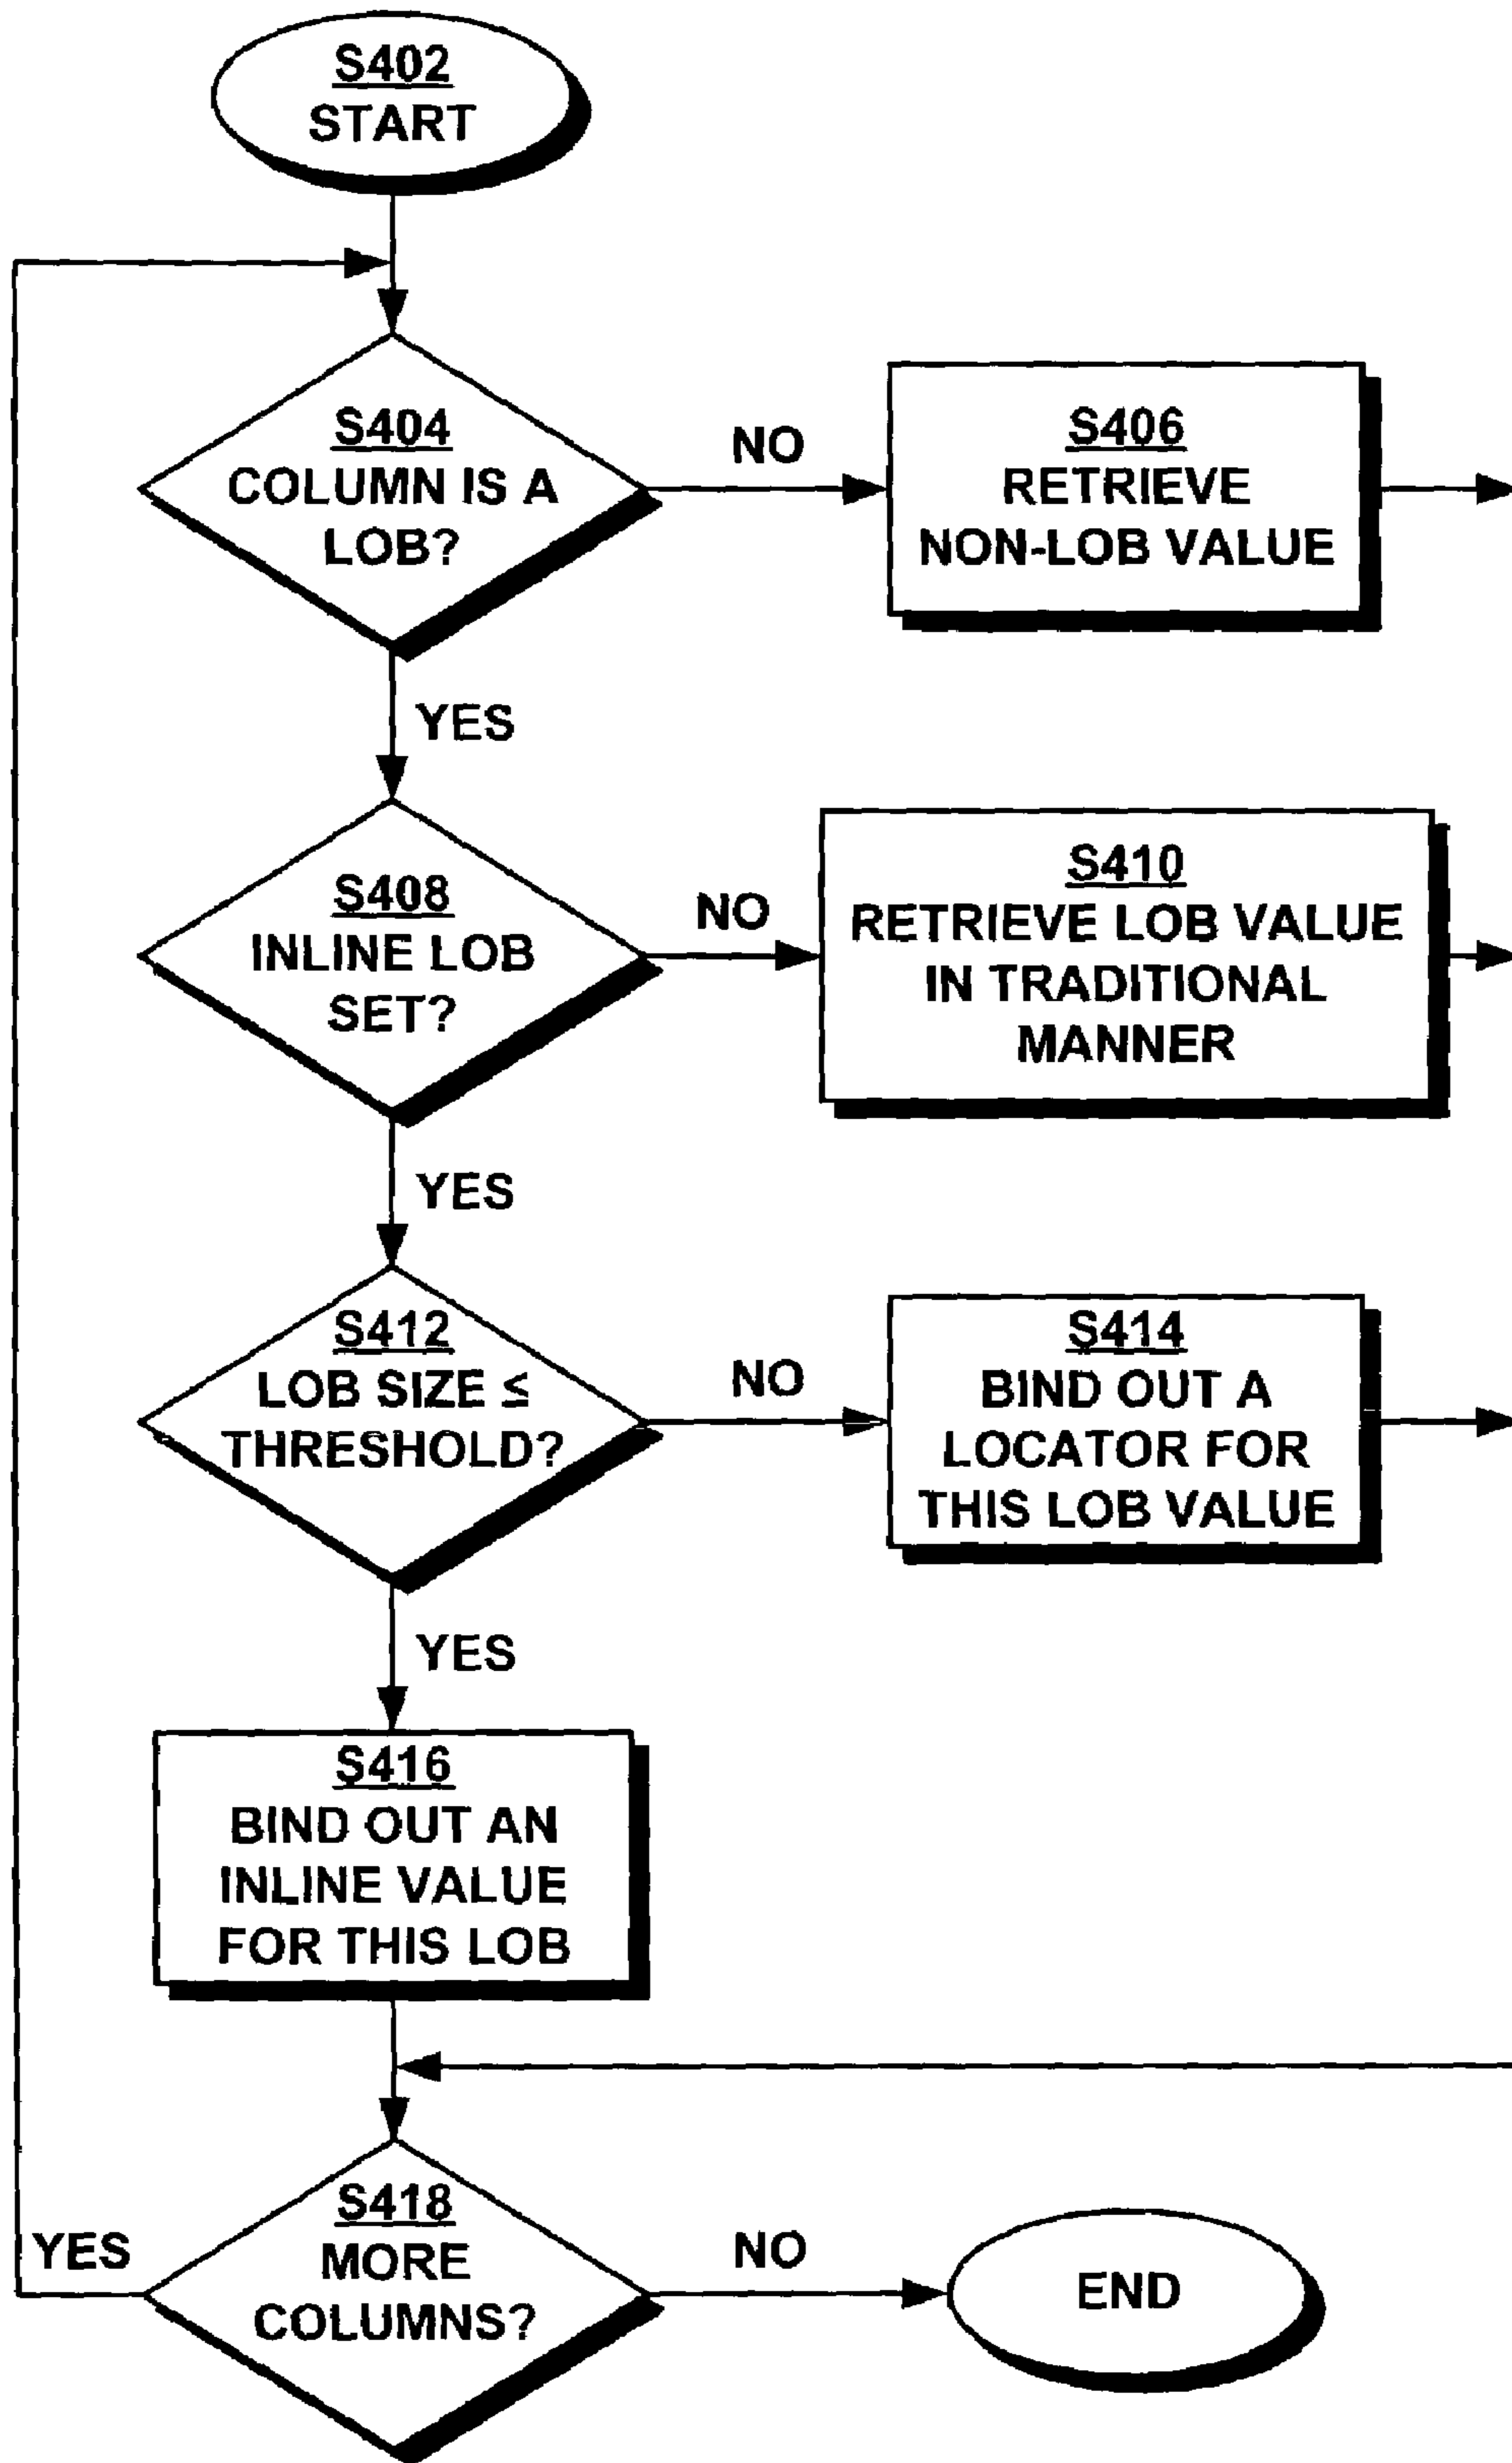 S402
START
S404
COLUMN IS A
LOB?
NO
S406
RETRIEVE
NON-LOB VALUE
YES
S408
INLINE LOB
SET?
NO
S410
RETRIEVE LOB VALUE
IN TRADITIONAL
MANNER
YES
S412
LOB SIZE ≤
THRESHOLD?
NO
S414
BIND OUT A
LOCATOR FOR
THIS LOB VALUE
YES
S416
BIND OUT AN
INLINE VALUE
FOR THIS LOB
S418
MORE
COLUMNS?
YES
NO
END